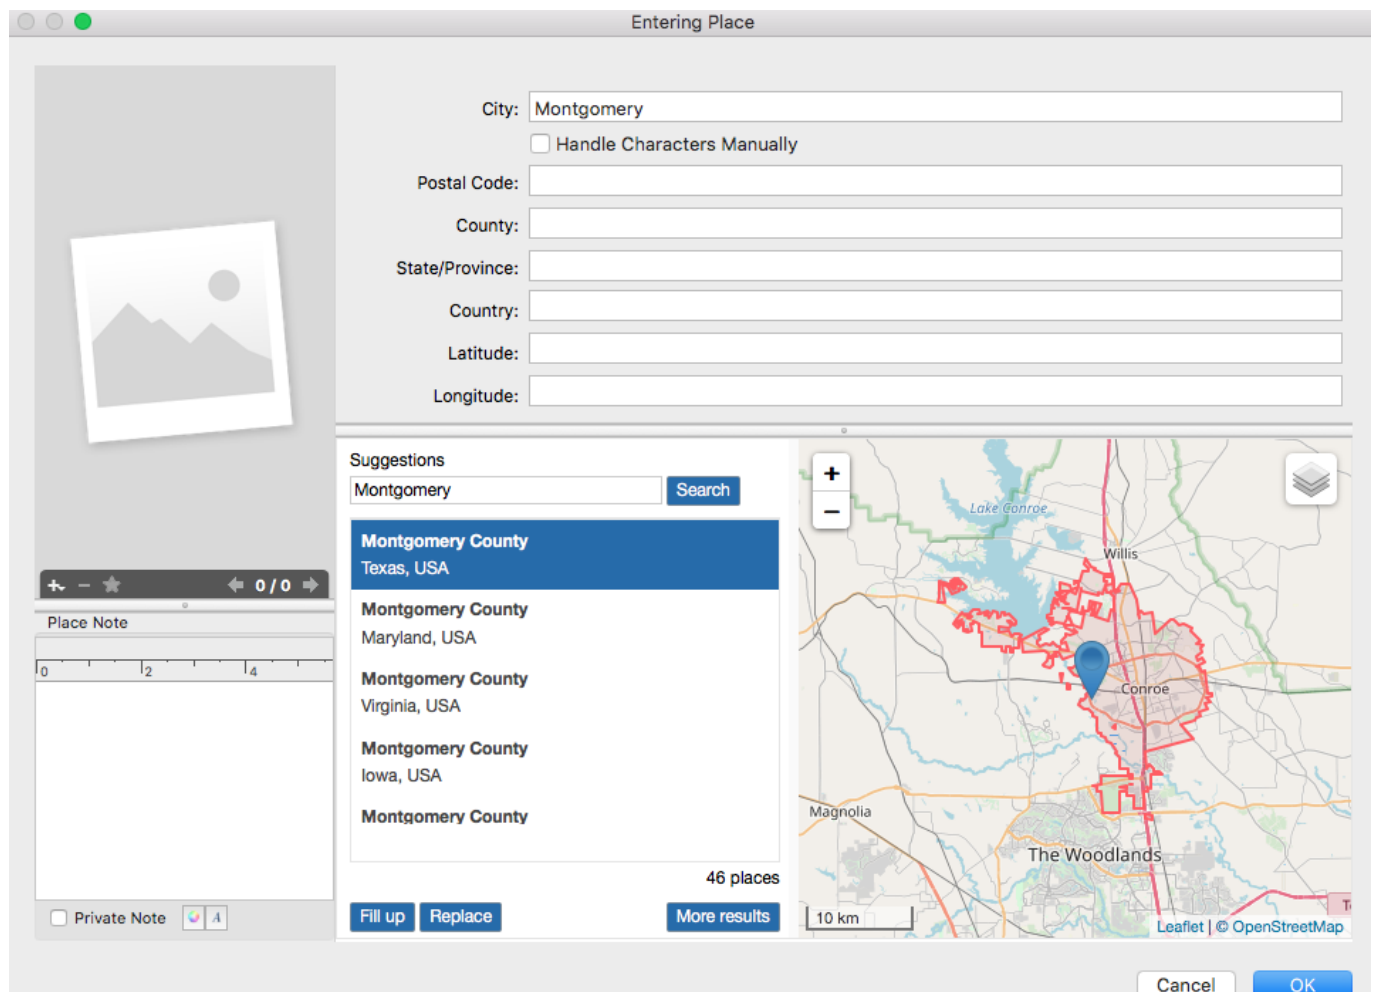 Entering Place
City: Montgomery
Handle Characters Manually
Postal Code:
County:
State/Province:
Country:
Latitude:
Longitude:
+ - 0 / 0
Place Note
0 2 4
Private Note A
Suggestions
Montgomery Search
Montgomery County
Texas, USA
Montgomery County
Maryland, USA
Montgomery County
Virginia, USA
Montgomery County
Iowa, USA
Montgomery County
46 places
Fill up Replace More results
+
−
Lake Conroe
Willis
Conroe
Magnolia
The Woodlands
10 km
Leaflet | © OpenStreetMap
Cancel OK